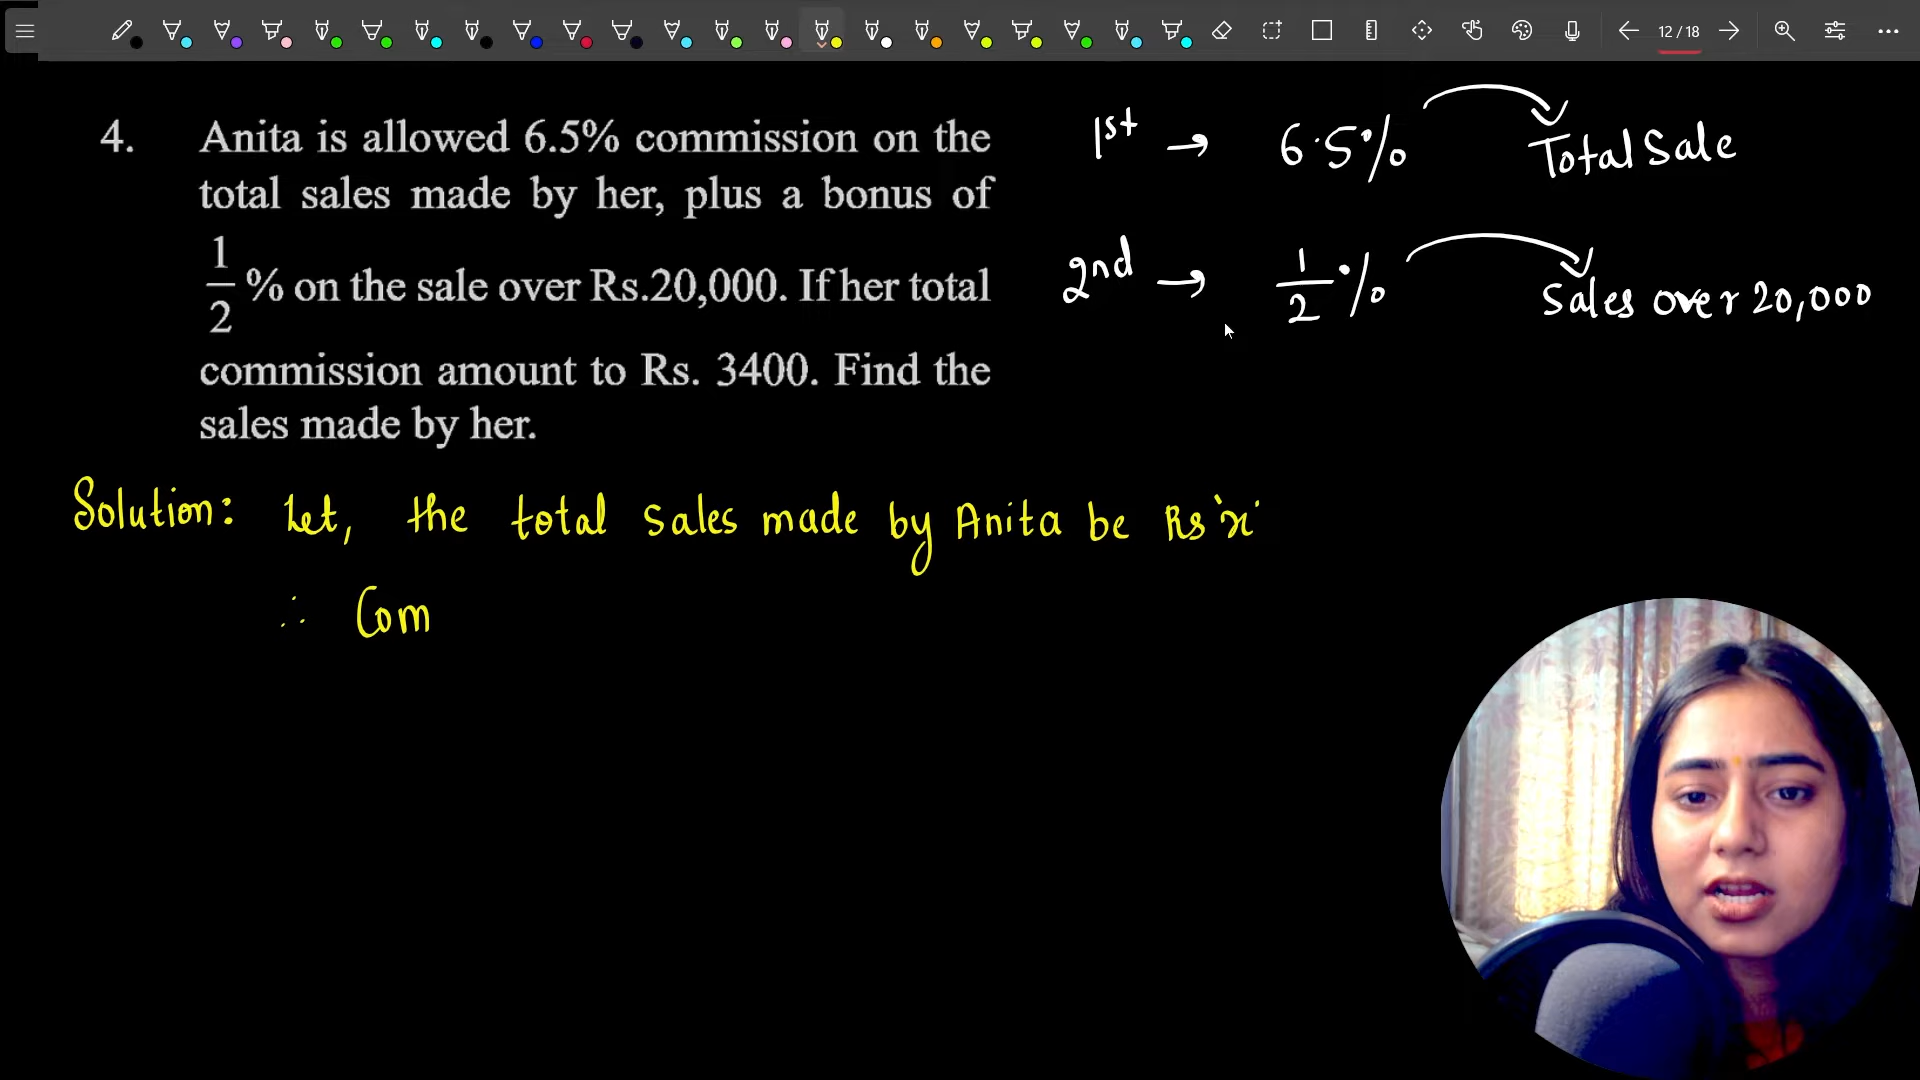 12/18
4. Anita is allowed 6.5% commission on the
total sales made by her, plus a bonus of
1/2 % on the sale over Rs.20,000. If her total
commission amount to Rs. 3400. Find the
sales made by her.
1st → 6.5% Total Sale
2nd → 1/2 % Sales over 20,000
Solution: Let, the total sales made by Anita be Rs 'x'
∴ Com